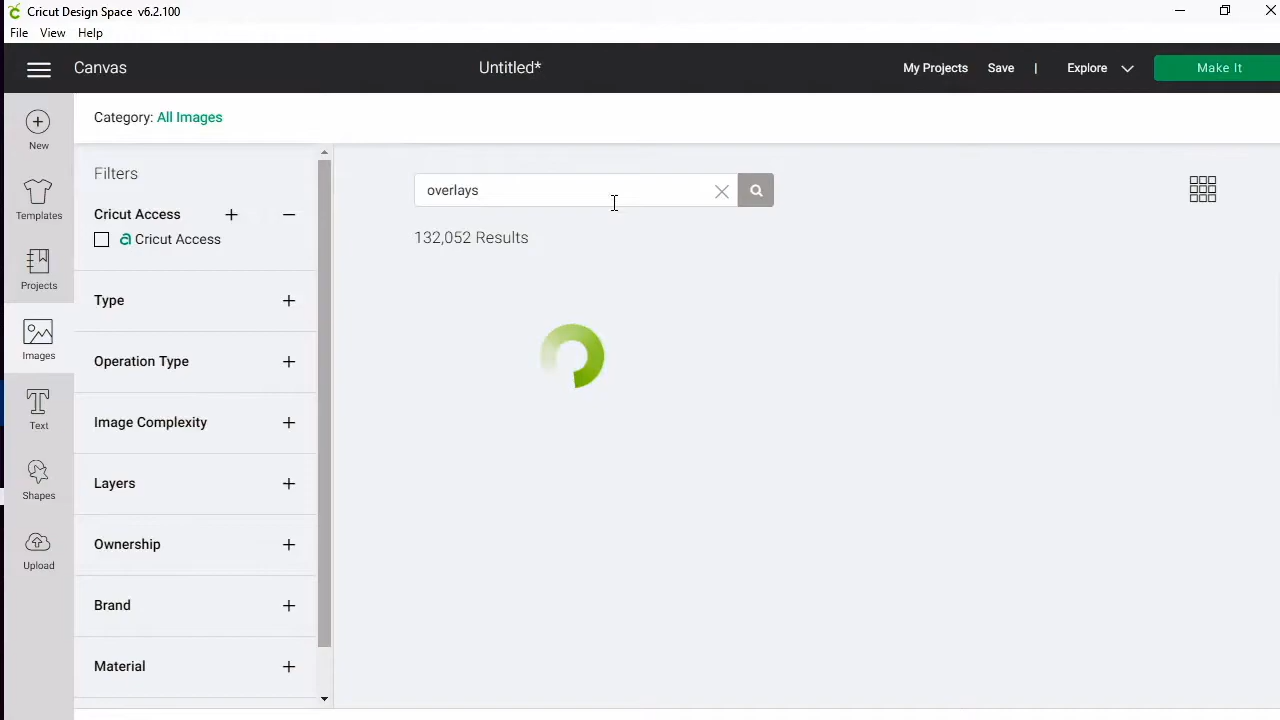 Cricut Design Space v6.2.100
File View Help
Canvas
Untitled*
My Projects Save | Explore Make It
New
Templates
Projects
Images
Text
Shapes
Upload
Category: All Images
Filters
Cricut Access
Cricut Access
Type
Operation Type
Image Complexity
Layers
Ownership
Brand
Material
overlays
132,052 Results